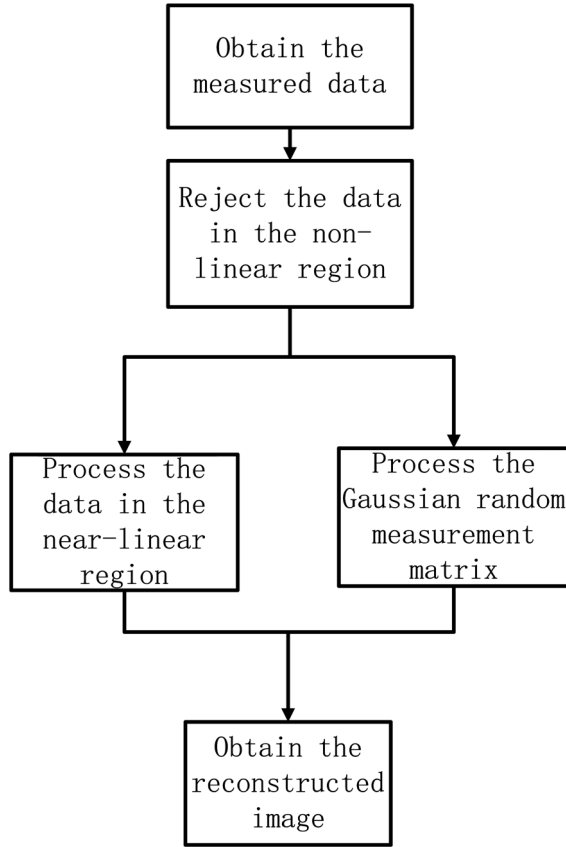 Obtain the
measured data
Reject the data
in the non-
linear region
Process the
data in the
near-linear
region
Process the
Gaussian random
measurement
matrix
Obtain the
reconstructed
image